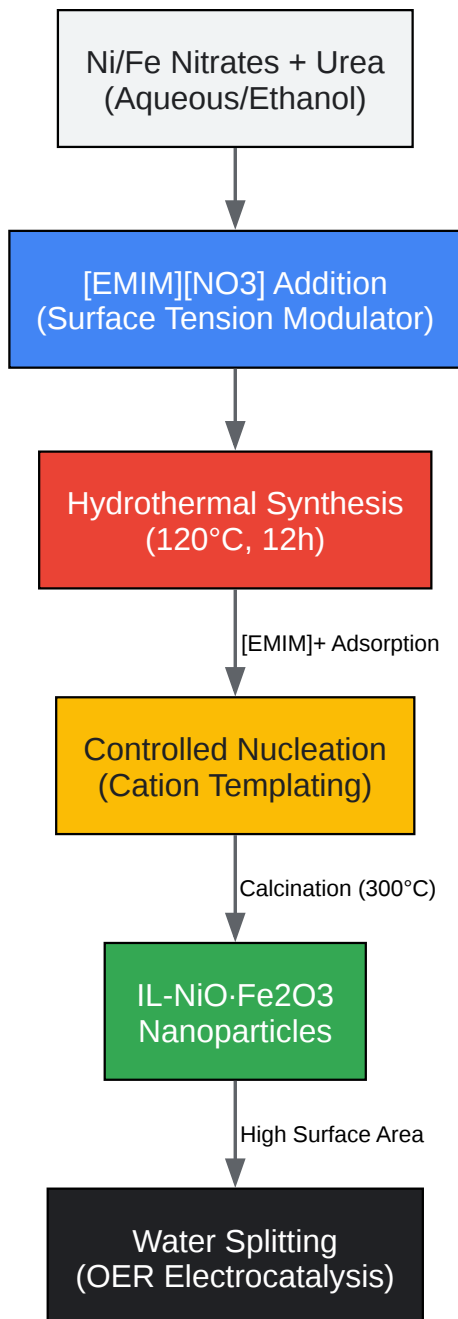 Ni/Fe Nitrates + Urea
(Aqueous/Ethanol)
[EMIM][NO3] Addition
(Surface Tension Modulator)
Hydrothermal Synthesis
(120°C, 12h)
[EMIM]+ Adsorption
Controlled Nucleation
(Cation Templating)
Calcination (300°C)
IL-NiO·Fe2O3
Nanoparticles
High Surface Area
Water Splitting
(OER Electrocatalysis)